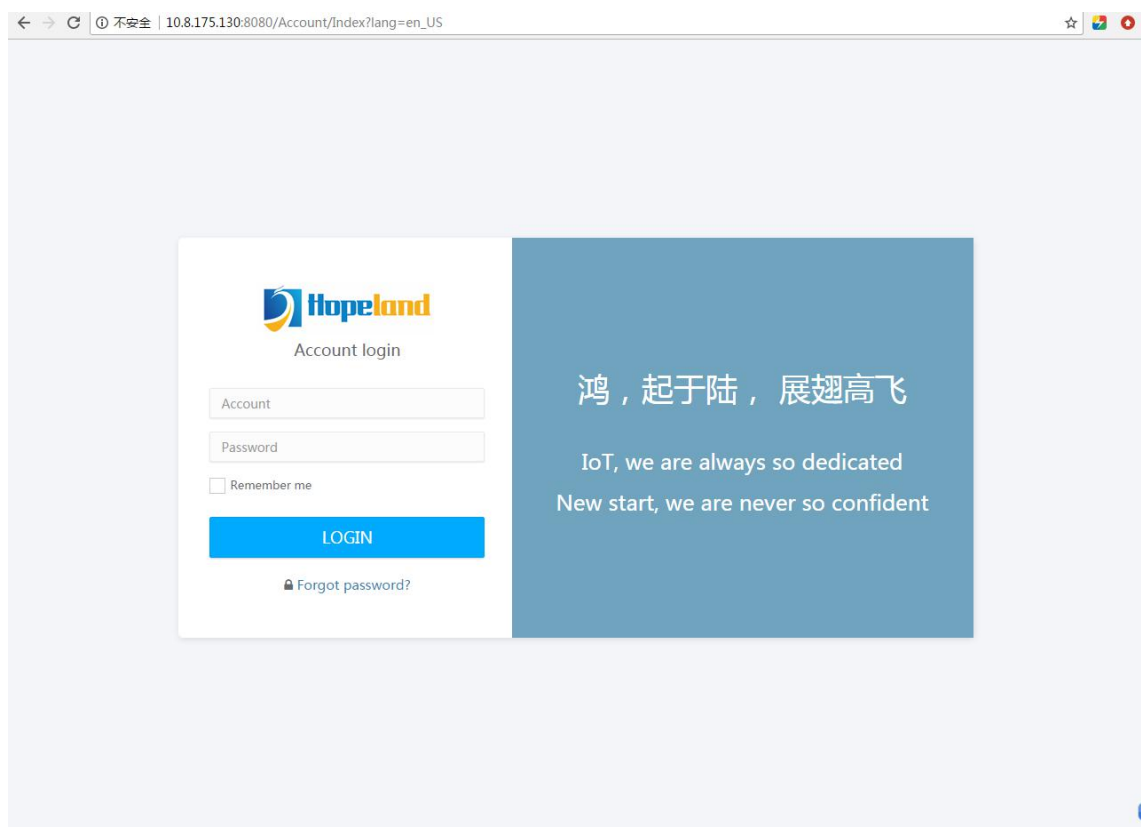 不安全 | 10.8.175.130:8080/Account/Index?lang=en_US
Hopeland
Account login
Account
Password
Remember me
LOGIN
Forgot password?
鸿，起于陆， 展翅高飞
IoT, we are always so dedicated
New start, we are never so confident